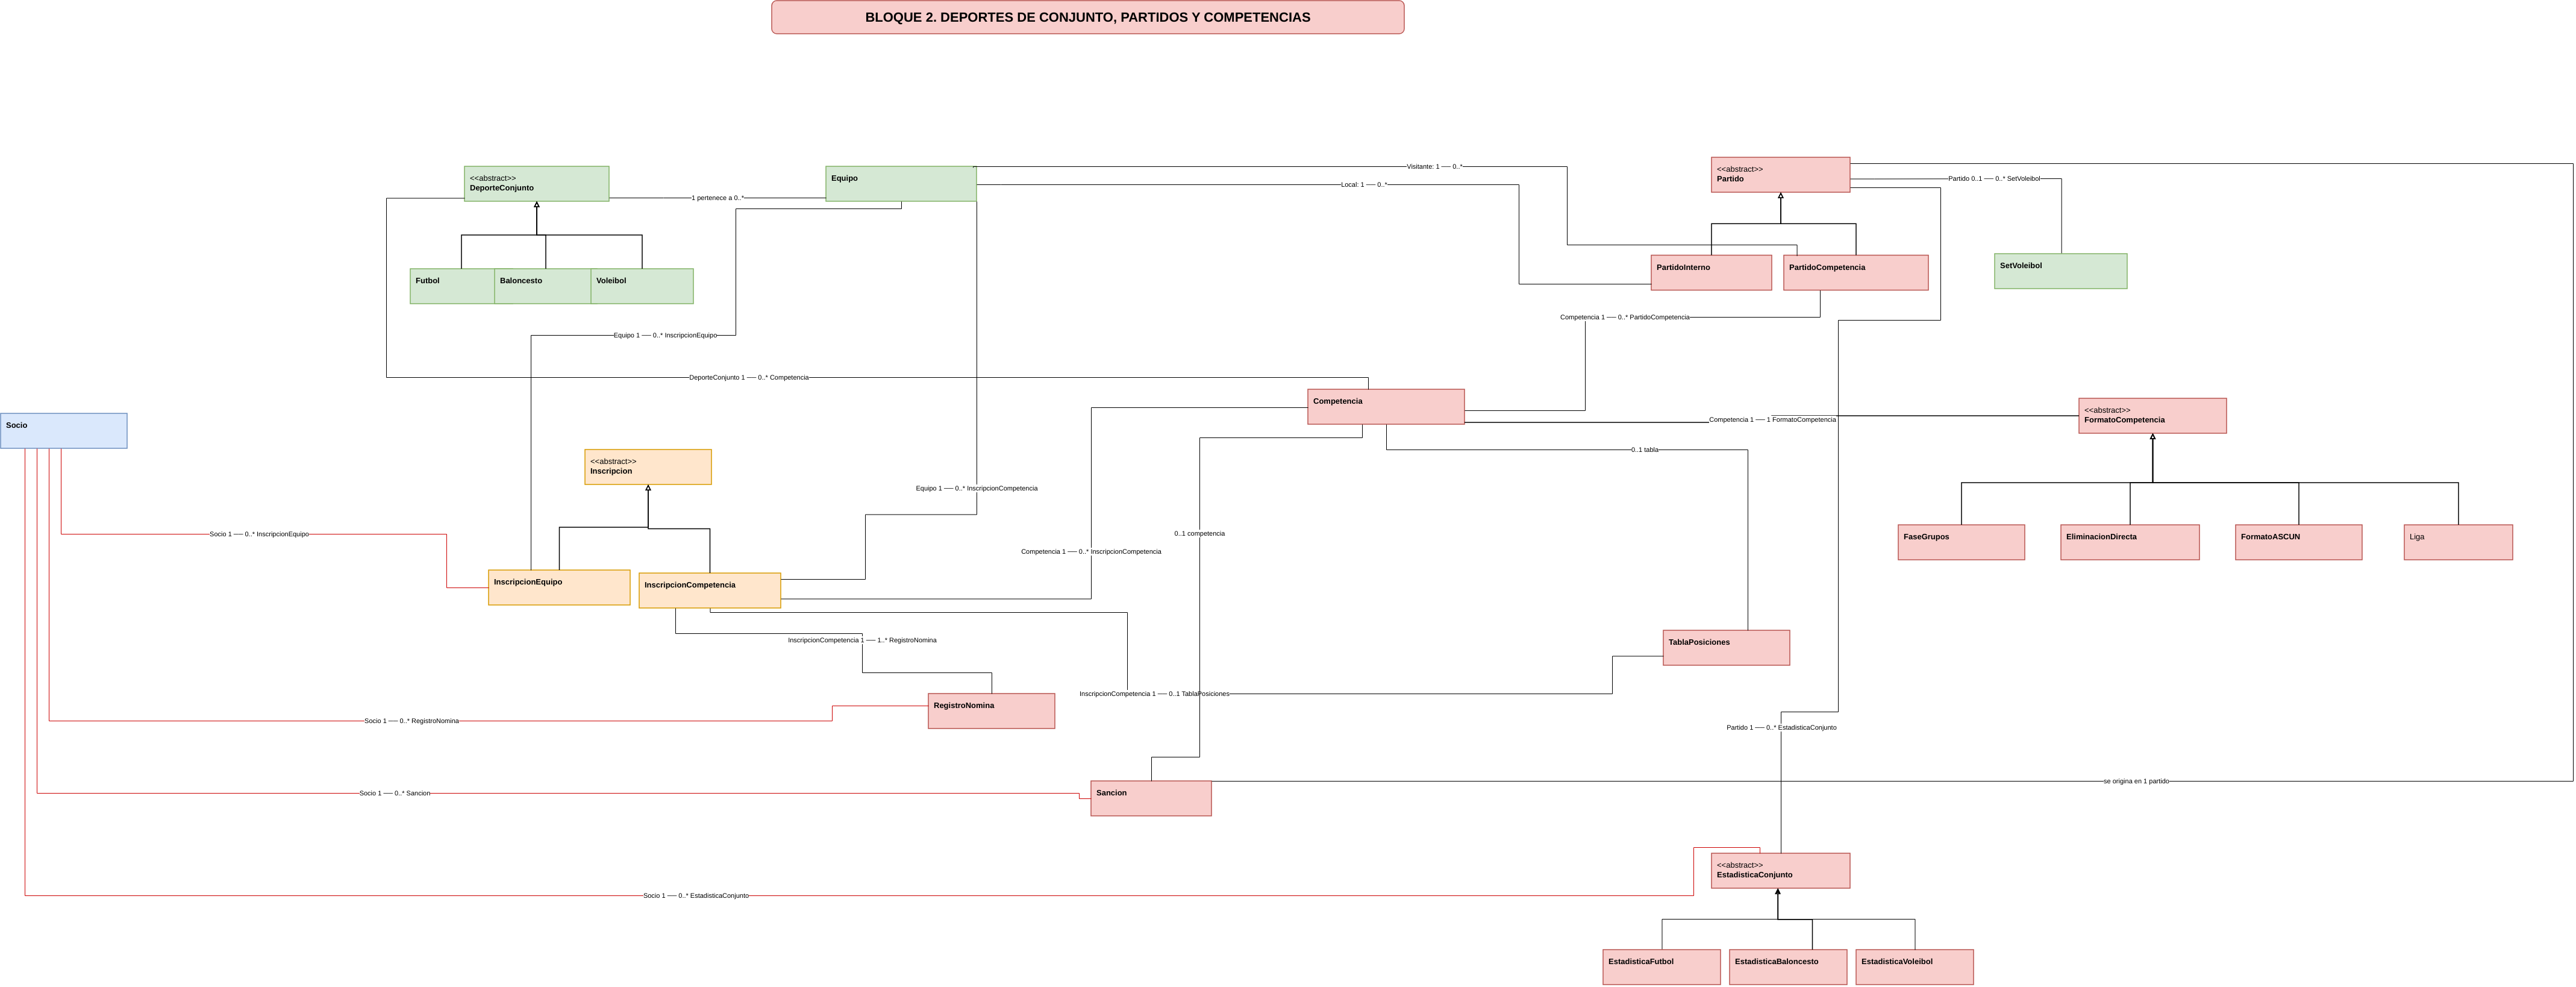 BLOQUE 2. DEPORTES DE CONJUNTO, PARTIDOS Y COMPETENCIAS
<<abstract>>
DeporteConjunto
Equipo
Visitante: 1 ── 0..*
Local: 1 ── 0..*
<<abstract>>
Partido
Partido 0..1 ── 0..* SetVoleibol
1 pertenece a 0..*
Futbol
Baloncesto
Voleibol
PartidoInterno
PartidoCompetencia
SetVoleibol
Equipo 1 ── 0..* InscripcionEquipo
Competencia 1 ── 0..* PartidoCompetencia
DeporteConjunto 1 ── 0..* Competencia
Competencia
Competencia 1 ── 1 FormatoCompetencia
<<abstract>>
FormatoCompetencia
Socio
<<abstract>>
Inscripcion
0..1 tabla
Equipo 1 ── 0..* InscripcionCompetencia
Socio 1 ── 0..* InscripcionEquipo
0..1 competencia
FaseGrupos
EliminacionDirecta
FormatoASCUN
Liga
Competencia 1 ── 0..* InscripcionCompetencia
InscripcionEquipo
InscripcionCompetencia
InscripcionCompetencia 1 ── 1..* RegistroNomina
TablaPosiciones
InscripcionCompetencia 1 ── 0..1 TablaPosiciones
RegistroNomina
Socio 1 ── 0..* RegistroNomina
Partido 1 ── 0..* EstadisticaConjunto
se origina en 1 partido
Socio 1 ── 0..* Sancion
Sancion
<<abstract>>
EstadisticaConjunto
Socio 1 ── 0..* EstadisticaConjunto
EstadisticaFutbol
EstadisticaBaloncesto
EstadisticaVoleibol